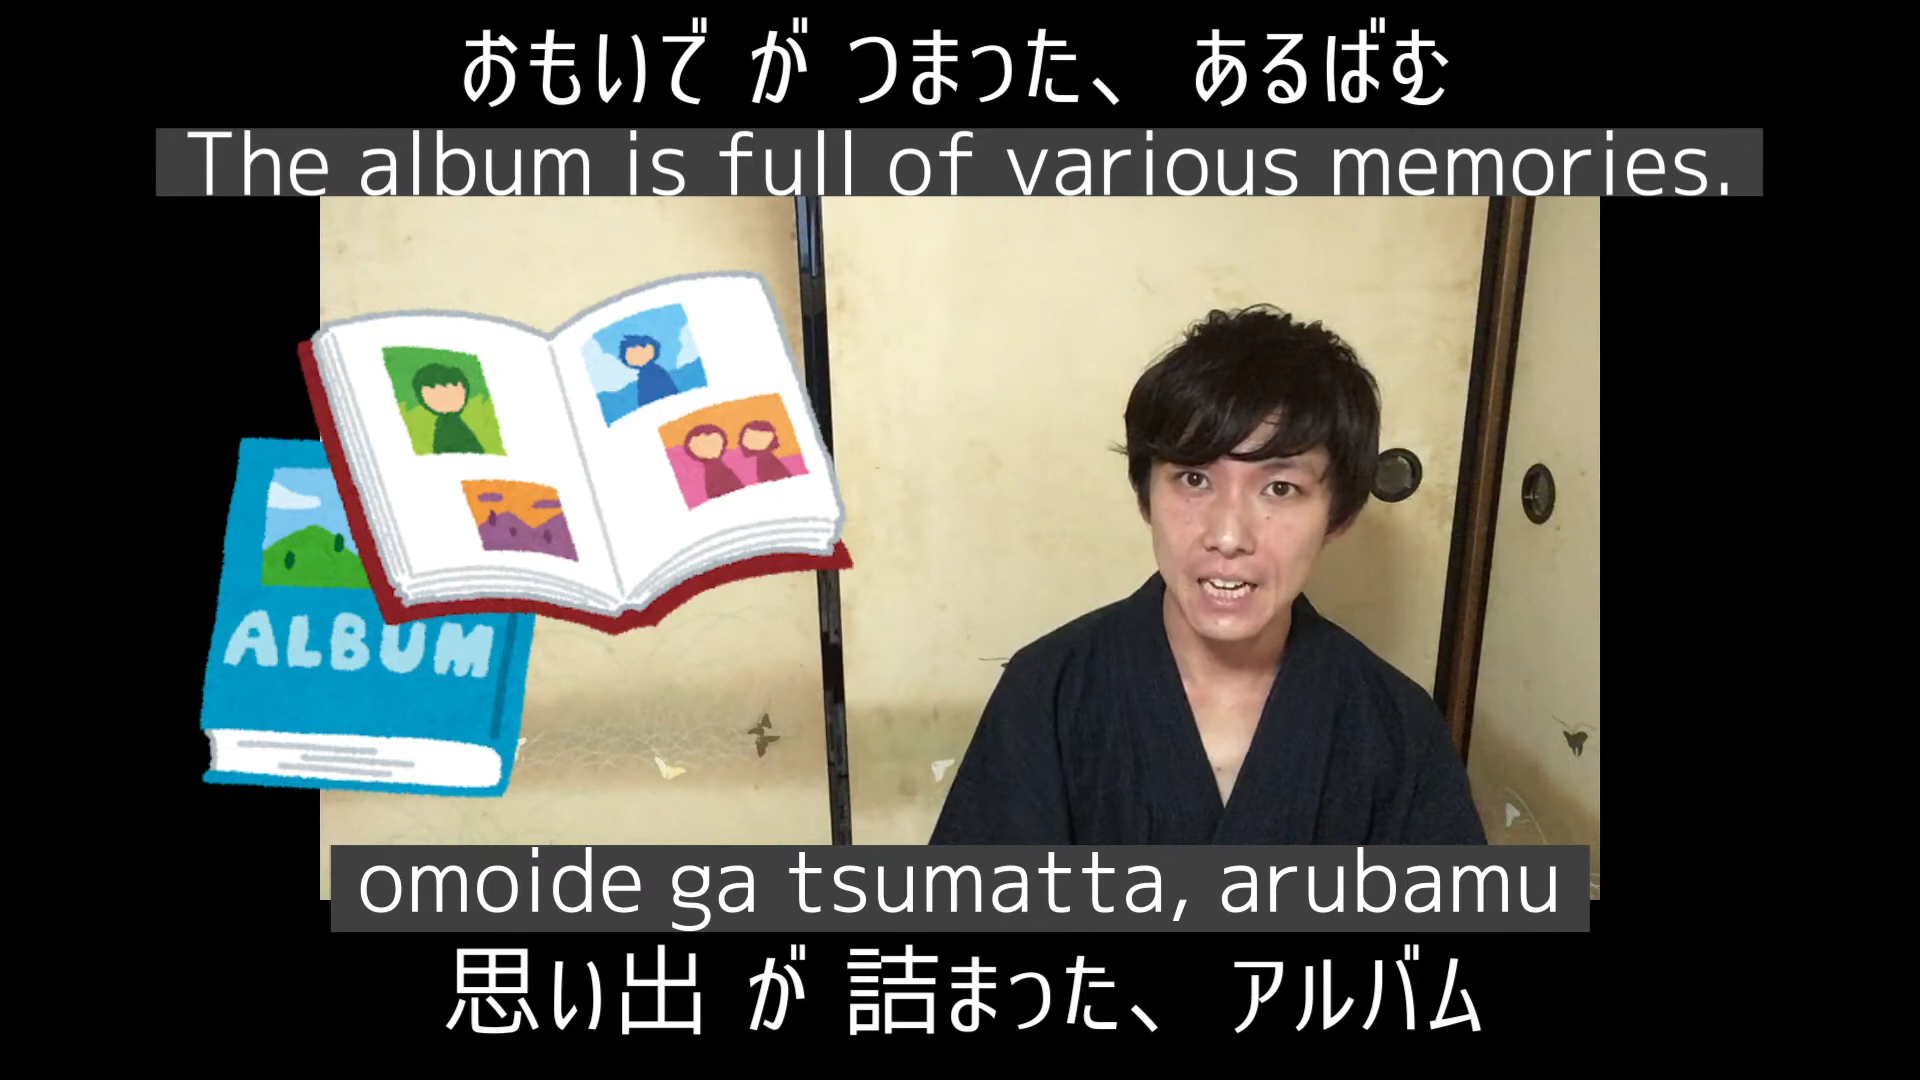 おもいで が つまった、 あるばむ
The album is full of various memories.
ALBUM
omoide ga tsumatta, arubamu
思い出 が 詰まった、 アルバム